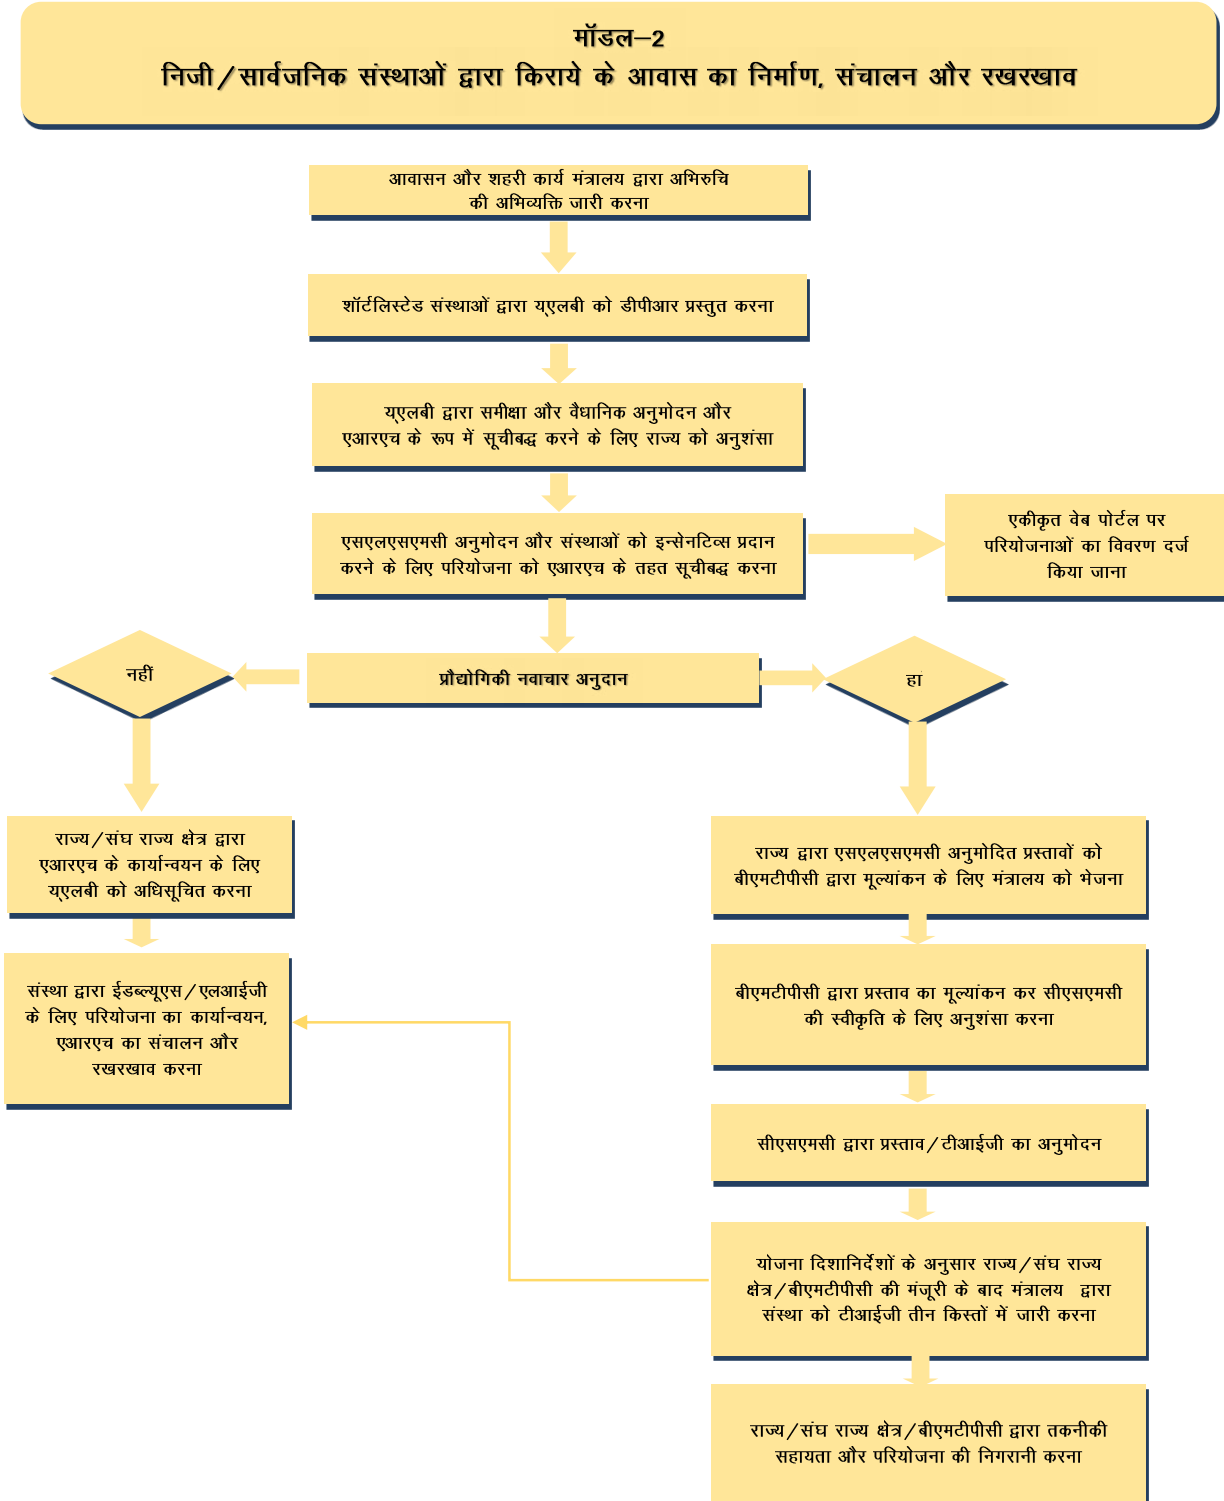 मॉडल–2
निजी/सार्वजनिक संस्थाओं द्वारा किराये के आवास का निर्माण, संचालन और रखरखाव
आवासन और शहरी कार्य मंत्रालय द्वारा अभिरुचि
की अभिव्यक्ति जारी करना
शॉर्टलिस्टेड संस्थाओं द्वारा यूएलबी को डीपीआर प्रस्तुत करना
यूएलबी द्वारा समीक्षा और वैधानिक अनुमोदन और
एआरएच के रूप में सूचीबद्ध करने के लिए राज्य को अनुशंसा
एसएलएसएमसी अनुमोदन और संस्थाओं को इन्सेनटिव्स प्रदान
करने के लिए परियोजना को एआरएच के तहत सूचीबद्ध करना
एकीकृत वेब पोर्टल पर
परियोजनाओं का विवरण दर्ज
किया जाना
नहीं
प्रौद्योगिकी नवाचार अनुदान
हां
राज्य/संघ राज्य क्षेत्र द्वारा
एआरएच के कार्यान्वयन के लिए
यूएलबी को अधिसूचित करना
राज्य द्वारा एसएलएसएमसी अनुमोदित प्रस्तावों को
बीएमटीपीसी द्वारा मूल्यांकन के लिए मंत्रालय को भेजना
संस्था द्वारा ईडब्ल्यूएस/एलआईजी
के लिए परियोजना का कार्यान्वयन,
एआरएच का संचालन और
रखरखाव करना
बीएमटीपीसी द्वारा प्रस्ताव का मूल्यांकन कर सीएसएमसी
की स्वीकृति के लिए अनुशंसा करना
सीएसएमसी द्वारा प्रस्ताव/टीआईजी का अनुमोदन
योजना दिशानिर्देशों के अनुसार राज्य/संघ राज्य
क्षेत्र/बीएमटीपीसी की मंजूरी के बाद मंत्रालय द्वारा
संस्था को टीआईजी तीन किस्तों में जारी करना
राज्य/संघ राज्य क्षेत्र/बीएमटीपीसी द्वारा तकनीकी
सहायता और परियोजना की निगरानी करना